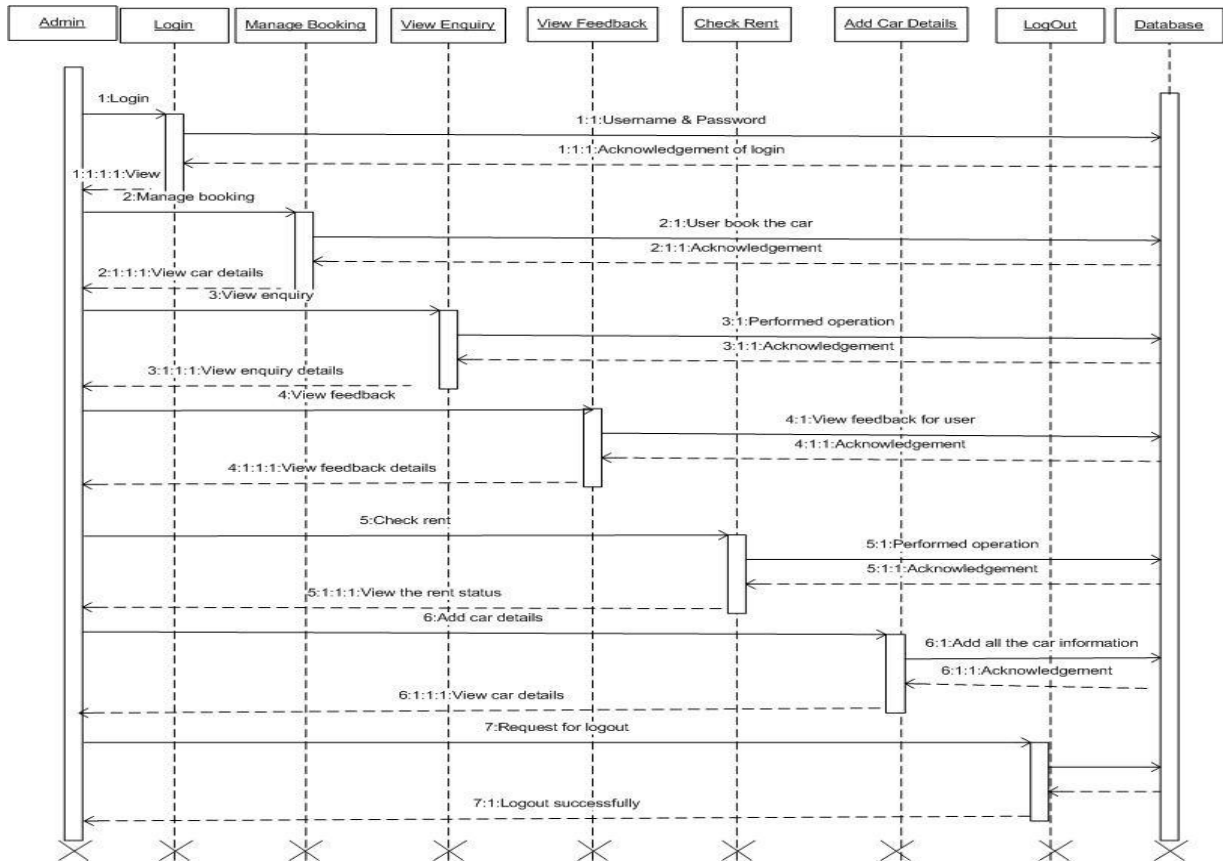 Admin
Login
Manage Booking
View Enquiry
View Feedback
Check Rent
Add Car Details
LogOut
Database
1:Login
1:1:Username & Password
1:1:1:Acknowledgement of login
1:1:1:1:View
2:Manage booking
2:1:User book the car
2:1:1:Acknowledgement
2:1:1:1:View car details
3:View enquiry
3:1:Performed operation
3:1:1:Acknowledgement
3:1:1:1:View enquiry details
4:View feedback
4:1:View feedback for user
4:1:1:Acknowledgement
4:1:1:1:View feedback details
5:Check rent
5:1:Performed operation
5:1:1:Acknowledgement
5:1:1:1:View the rent status
6:Add car details
6:1:Add all the car information
6:1:1:Acknowledgement
6:1:1:1:View car details
7:Request for logout
7:1:Logout successfully